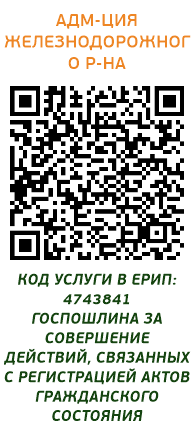 АДМ-ЦИЯ
ЖЕЛЕЗНОДОРОЖНОГ
О Р-НА
КОД УСЛУГИ В ЕРИП:
4743841
ГОСПОШЛИНА ЗА
СОВЕРШЕНИЕ
ДЕЙСТВИЙ, СВЯЗАННЫХ
С РЕГИСТРАЦИЕЙ АКТОВ
ГРАЖДАНСКОГО
СОСТОЯНИЯ